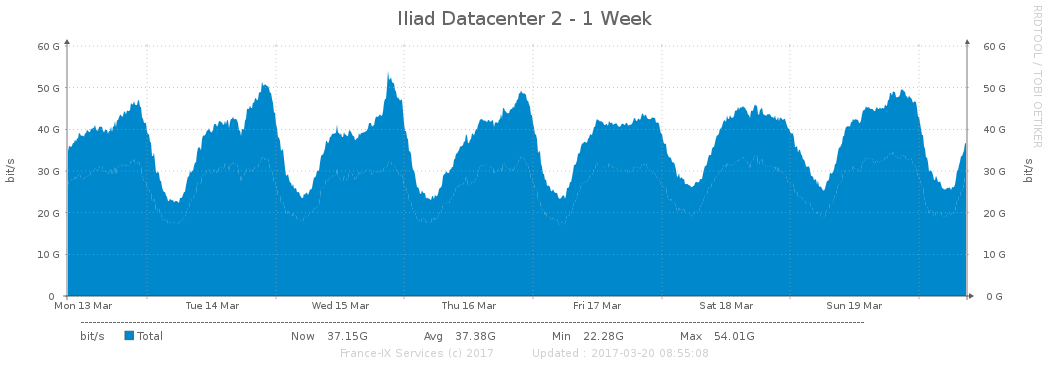 Iliad Datacenter 2 - 1 Week
RRDTOOL / TOBI OETIKER
bit/s
60 G 60 G
50 G 50 G
40 G 40 G
30 G 30 G
20 G 20 G
10 G 10 G
0 0 G
bit/s
Mon 13 Mar Tue 14 Mar Wed 15 Mar Thu 16 Mar Fri 17 Mar Sat 18 Mar Sun 19 Mar
bit/s Total Now 37.15G Avg 37.38G Min 22.28G Max 54.01G
France-IX Services (c) 2017 Updated : 2017-03-20 08:55:08